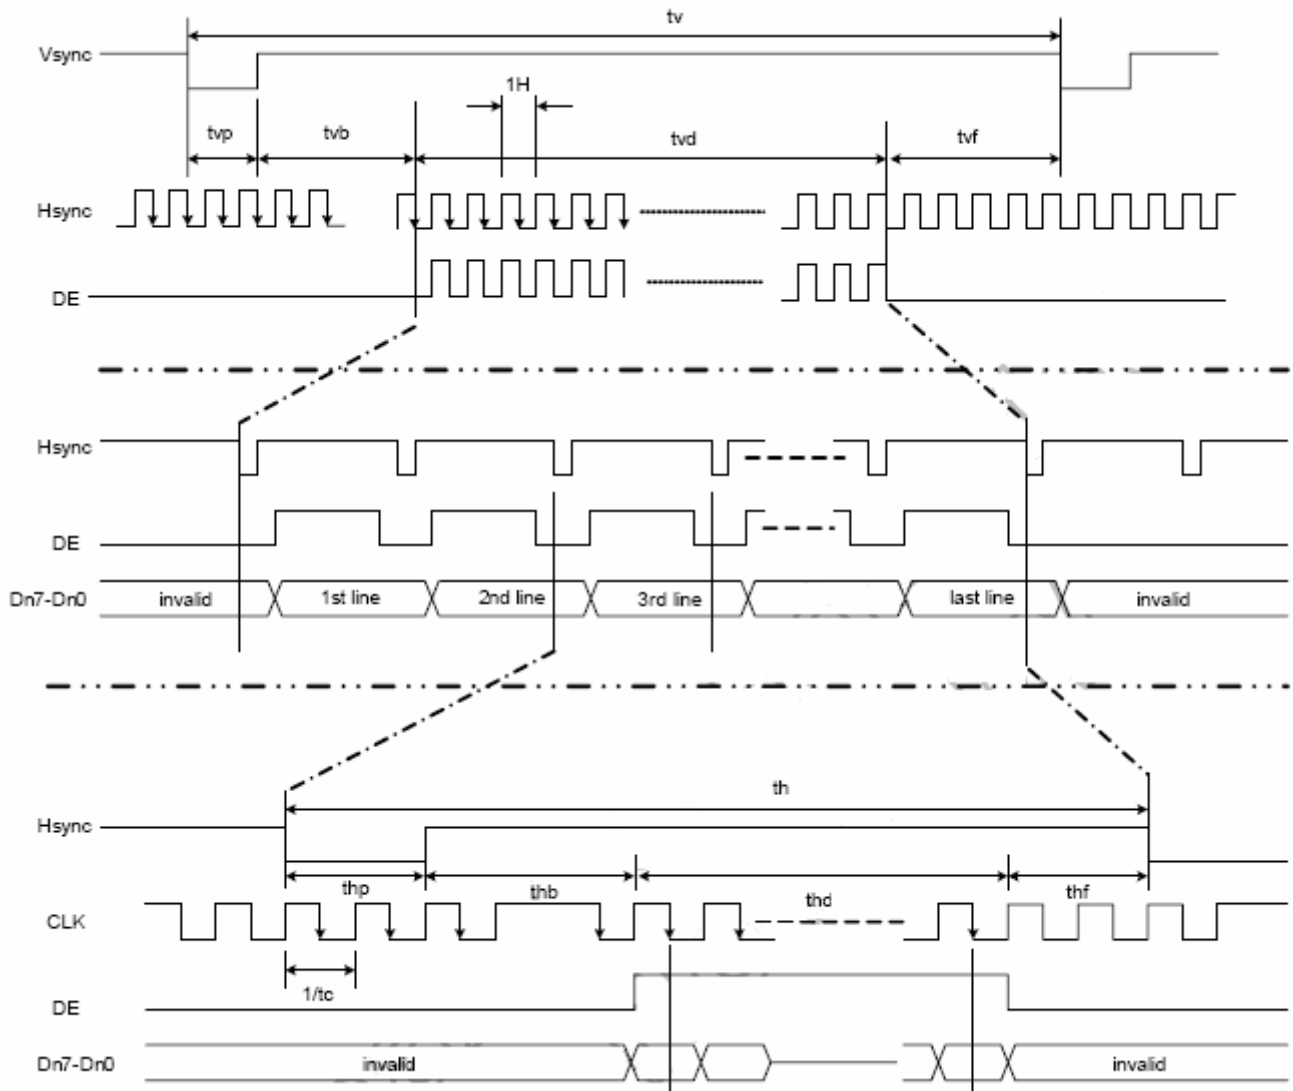 tv
Vsync
1H
tvp
tvb
tvd
tvf
Hsync
DE
Hsync
DE
Dn7-Dn0 invalid 1st line 2nd line 3rd line last line invalid
th
Hsync
thp
thb
thd
thf
CLK
1/tc
DE
Dn7-Dn0 invalid invalid